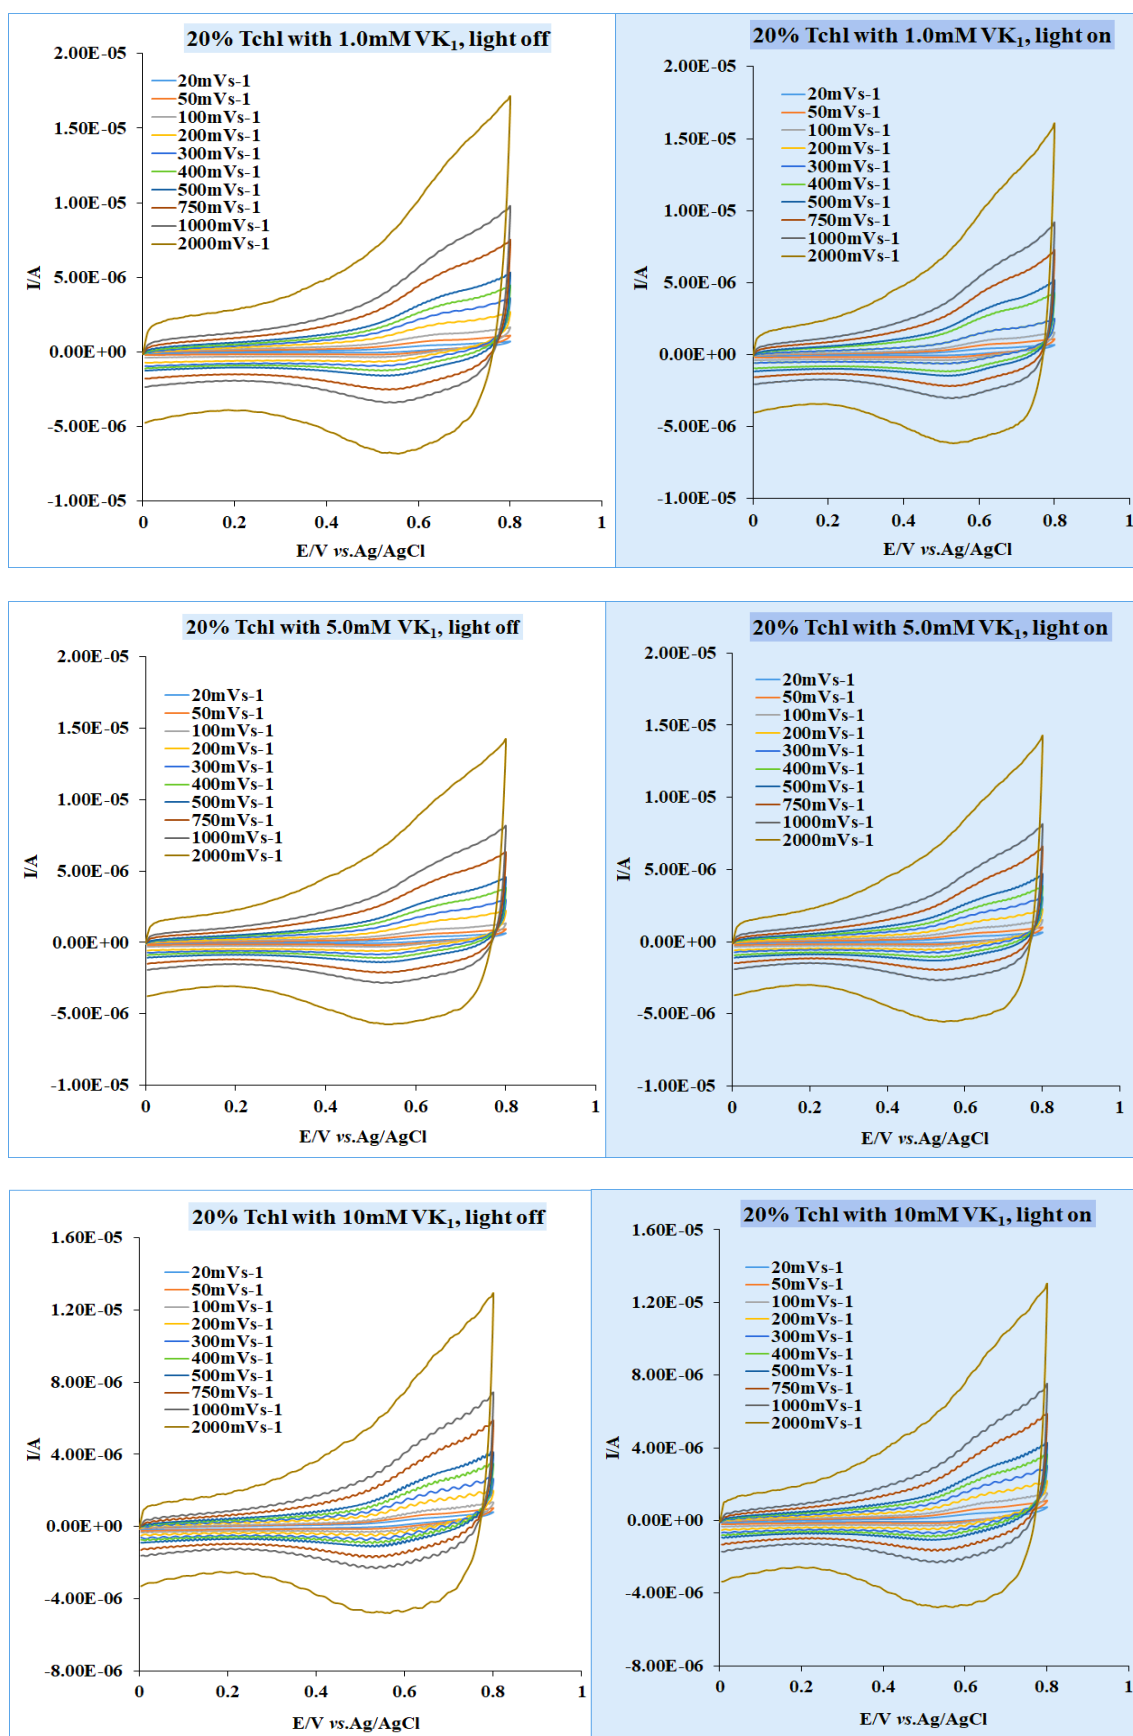 20% Tchl with 1.0mM VK1, light off
2.00E-05
1.50E-05
1.00E-05
5.00E-06
0.00E+00
-5.00E-06
-1.00E-05
I/A
20mVs-1
50mVs-1
100mVs-1
200mVs-1
300mVs-1
400mVs-1
500mVs-1
750mVs-1
1000mVs-1
2000mVs-1
0 0.2 0.4 0.6 0.8 1
E/V vs.Ag/AgCl
20% Tchl with 1.0mM VK1, light on
2.00E-05
1.50E-05
1.00E-05
5.00E-06
0.00E+00
-5.00E-06
-1.00E-05
I/A
20mVs-1
50mVs-1
100mVs-1
200mVs-1
300mVs-1
400mVs-1
500mVs-1
750mVs-1
1000mVs-1
2000mVs-1
0 0.2 0.4 0.6 0.8 1
E/V vs.Ag/AgCl
20% Tchl with 5.0mM VK1, light off
2.00E-05
1.50E-05
1.00E-05
5.00E-06
0.00E+00
-5.00E-06
-1.00E-05
I/A
20mVs-1
50mVs-1
100mVs-1
200mVs-1
300mVs-1
400mVs-1
500mVs-1
750mVs-1
1000mVs-1
2000mVs-1
0 0.2 0.4 0.6 0.8 1
E/V vs.Ag/AgCl
20% Tchl with 5.0mM VK1, light on
2.00E-05
1.50E-05
1.00E-05
5.00E-06
0.00E+00
-5.00E-06
-1.00E-05
I/A
20mVs-1
50mVs-1
100mVs-1
200mVs-1
300mVs-1
400mVs-1
500mVs-1
750mVs-1
1000mVs-1
2000mVs-1
0 0.2 0.4 0.6 0.8 1
E/V vs.Ag/AgCl
20% Tchl with 10mM VK1, light off
1.60E-05
1.20E-05
8.00E-06
4.00E-06
0.00E+00
-4.00E-06
-8.00E-06
I/A
20mVs-1
50mVs-1
100mVs-1
200mVs-1
300mVs-1
400mVs-1
500mVs-1
750mVs-1
1000mVs-1
2000mVs-1
0 0.2 0.4 0.6 0.8 1
E/V vs.Ag/AgCl
20% Tchl with 10mM VK1, light on
1.60E-05
1.20E-05
8.00E-06
4.00E-06
0.00E+00
-4.00E-06
-8.00E-06
I/A
20mVs-1
50mVs-1
100mVs-1
200mVs-1
300mVs-1
400mVs-1
500mVs-1
750mVs-1
1000mVs-1
2000mVs-1
0 0.2 0.4 0.6 0.8 1
E/V vs.Ag/AgCl